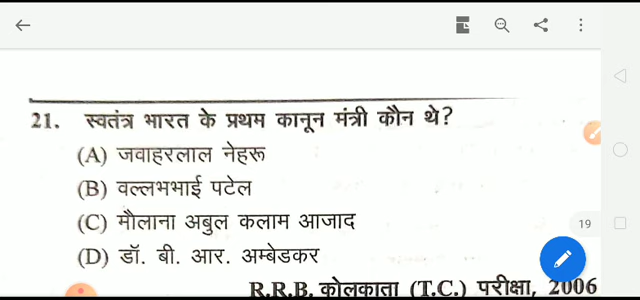 21. स्वतंत्र भारत के प्रथम कानून मंत्री कौन थे?
(A) जवाहरलाल नेहरू
(B) वल्लभभाई पटेल
(C) मौलाना अबुल कलाम आजाद
19
(D) डॉ. बी. आर. अम्बेडकर
R.R.B. कोलकाता (T.C.) परीक्षा, 2006